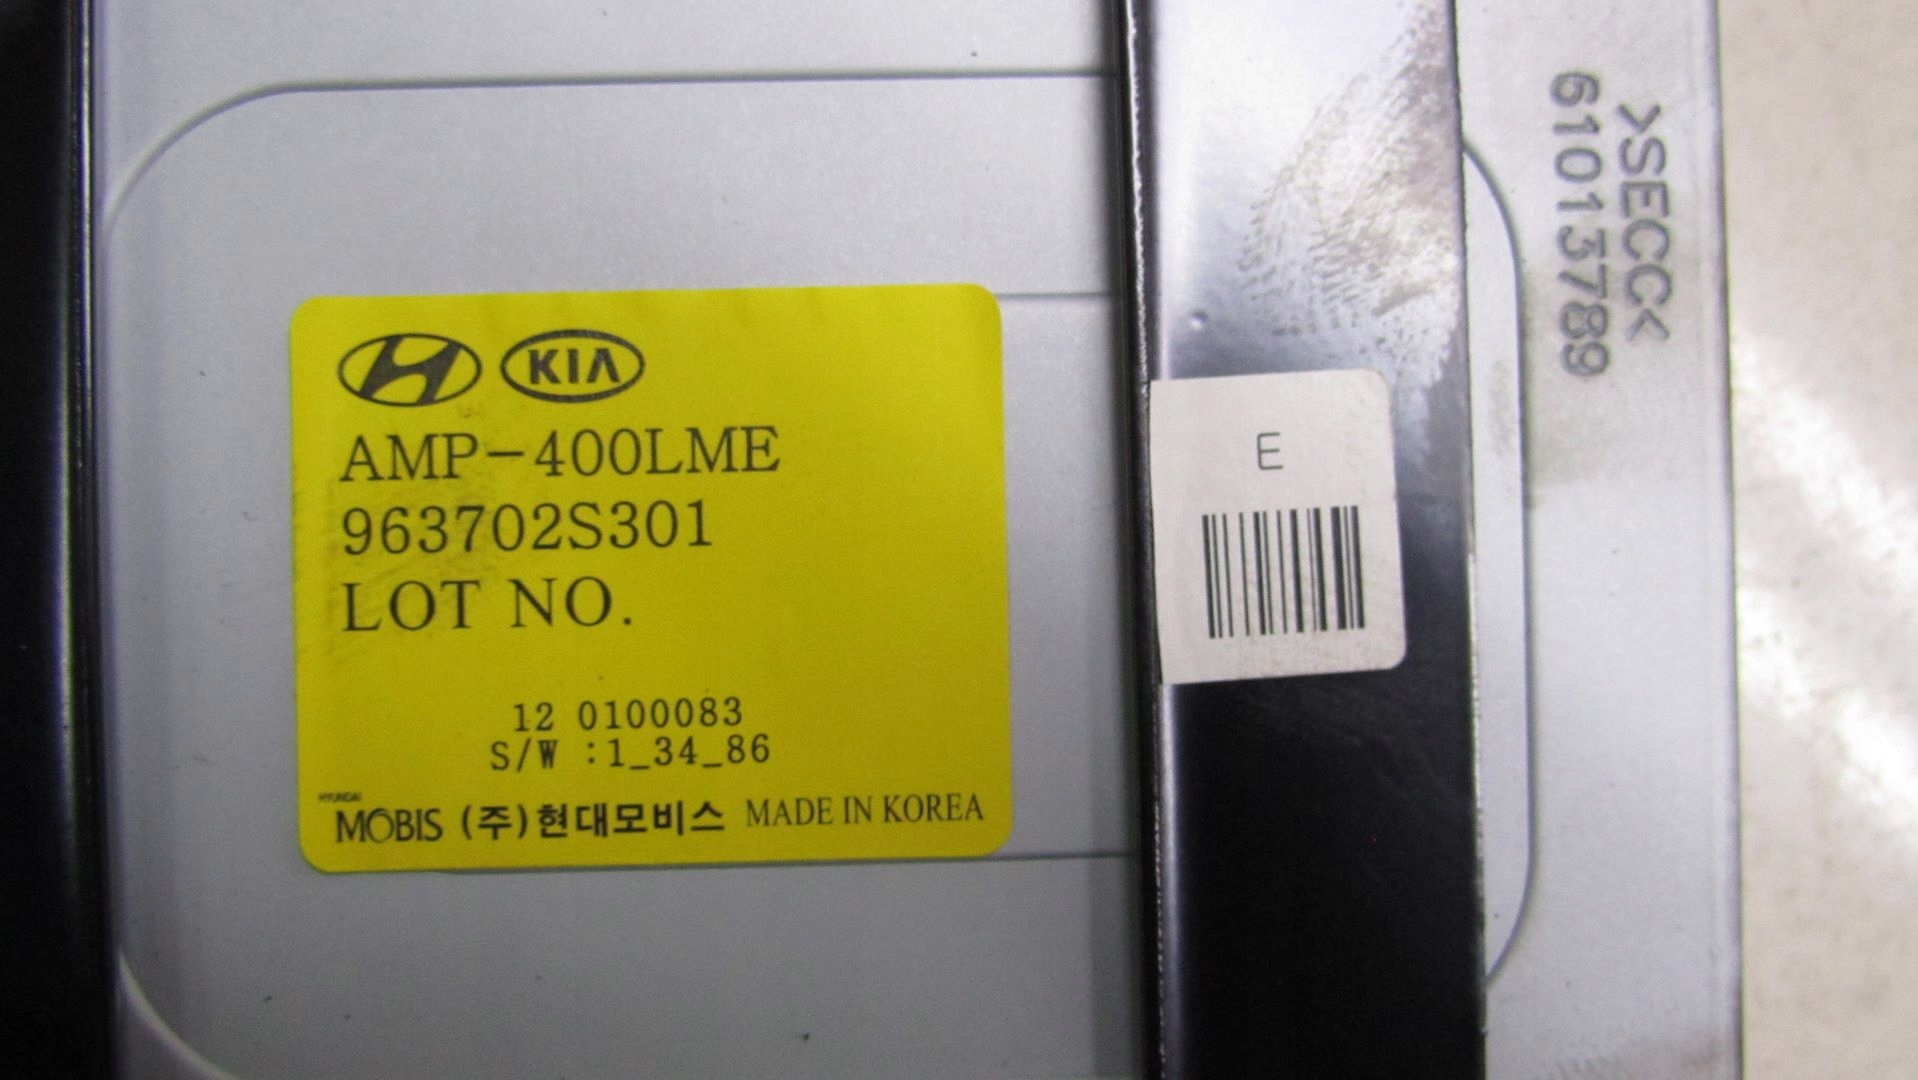 KIA
AMP-400LME
963702S301
LOT NO.
12 0100083
S/W :1_34_86
HYUNDAI
MOBIS (주)현대모비스 MADE IN KOREA
E
>SECC<
61013789